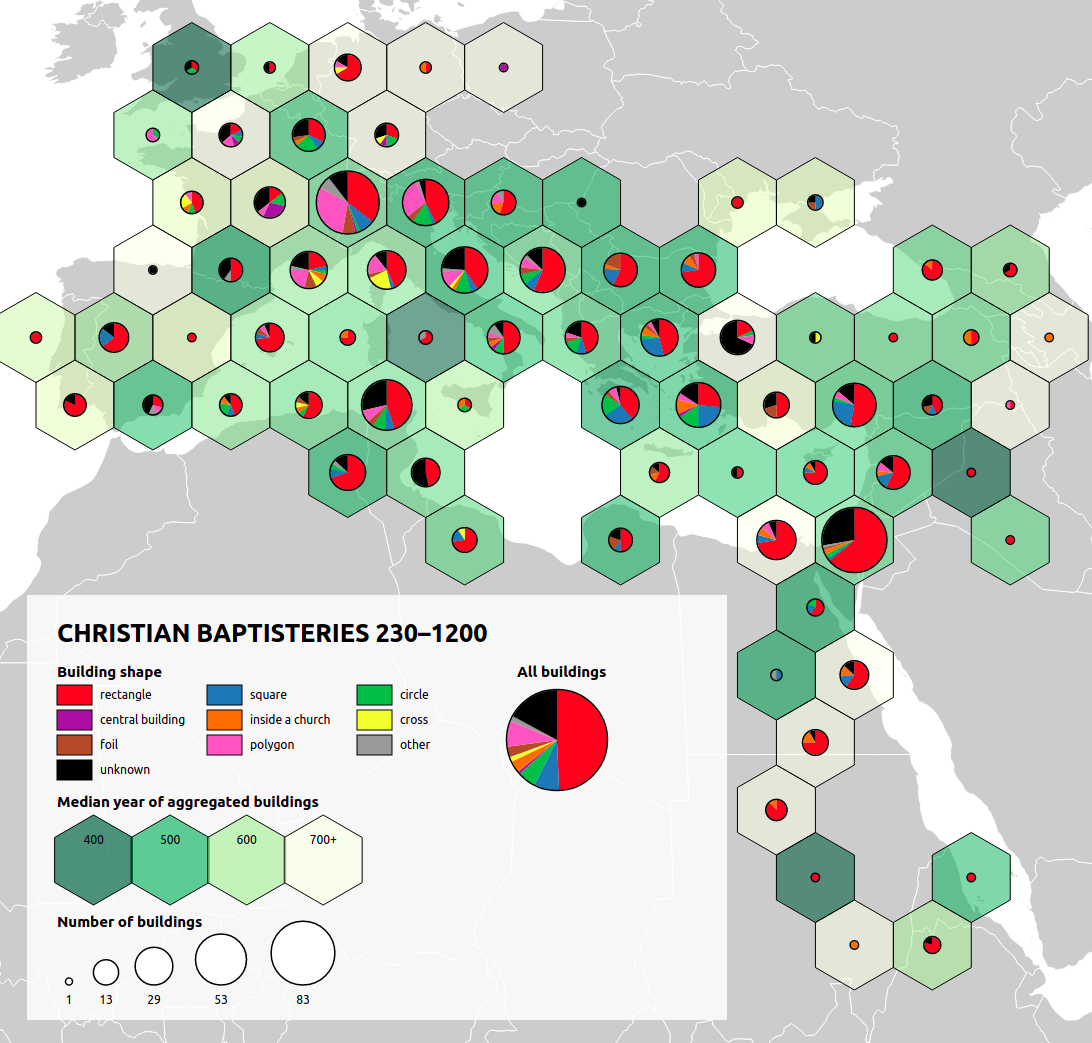 CHRISTIAN BAPTISTERIES 230–1200
Building shape
All buildings
rectangle
square
circle
central building
inside a church
cross
foil
polygon
other
unknown
Median year of aggregated buildings
400
500
600
700+
Number of buildings
1
13
29
53
83